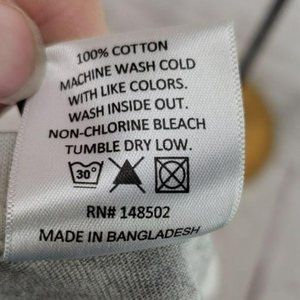 100% COTTON
MACHINE WASH COLD
WITH LIKE COLORS.
WASH INSIDE OUT.
NON-CHLORINE BLEACH
TUMBLE DRY LOW.
30°
RN# 148502
MADE IN BANGLADESH